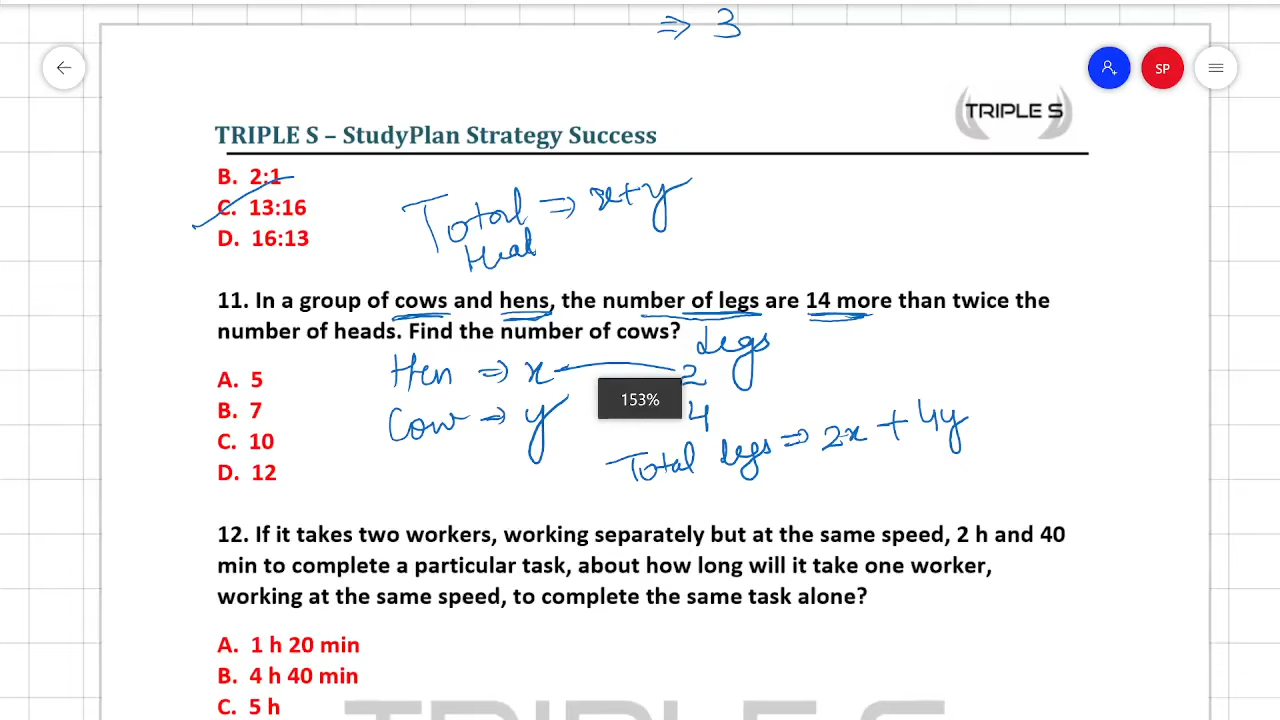 ⇒ 3
SP
TRIPLE S
TRIPLE S – StudyPlan Strategy Success
B. 2:1
C. 13:16
D. 16:13
Total ⇒ x+y
Head
11. In a group of cows and hens, the number of legs are 14 more than twice the
number of heads. Find the number of cows?
Legs
A. 5
Hen ⇒ x 2
153%
B. 7
Cow ⇒ y 4
C. 10
Total legs ⇒ 2x + 4y
D. 12
12. If it takes two workers, working separately but at the same speed, 2 h and 40
min to complete a particular task, about how long will it take one worker,
working at the same speed, to complete the same task alone?
A. 1 h 20 min
B. 4 h 40 min
C. 5 h
TRIPLE S